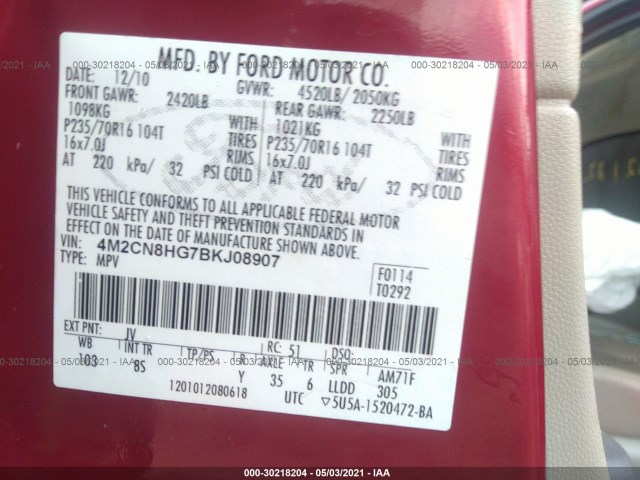 000-30218204 - 05/03/2021 - IAA
MFD. BY FORD MOTOR CO.
DATE: 12/10
GVWR: 4520LB/ 2050KG
FRONT GAWR: 2420LB
REAR GAWR: 2250LB
1098KG WITH
1021KG WITH
P235/70R16 104T TIRES
P235/70R16 104T TIRES
16x7.0J RIMS
16x7.0J RIMS
AT 220 kPa/ 32 PSI COLD
AT 220 kPa/ 32 PSI COLD
THIS VEHICLE CONFORMS TO ALL APPLICABLE FEDERAL MOTOR
VEHICLE SAFETY AND THEFT PREVENTION STANDARDS IN
EFFECT ON THE DATE OF MANUFACTURE SHOWN ABOVE.
VIN: 4M2CN8HG7BKJ08907
TYPE: MPV
F0114
T0292
EXT PNT: JV RC: 51 DSO:
WB INT TR TP/PS R AXLE TR SPR AM71F
103 8S Y 35 6 LLDD 305
1201012080618 UTC ▽5U5A-1520472-BA
000-30218204 - 05/03/2021 - IAA